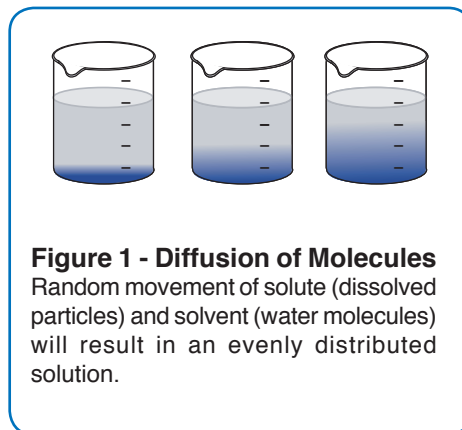 Figure 1 - Diffusion of Molecules
Random movement of solute (dissolved
particles) and solvent (water molecules)
will result in an evenly distributed
solution.